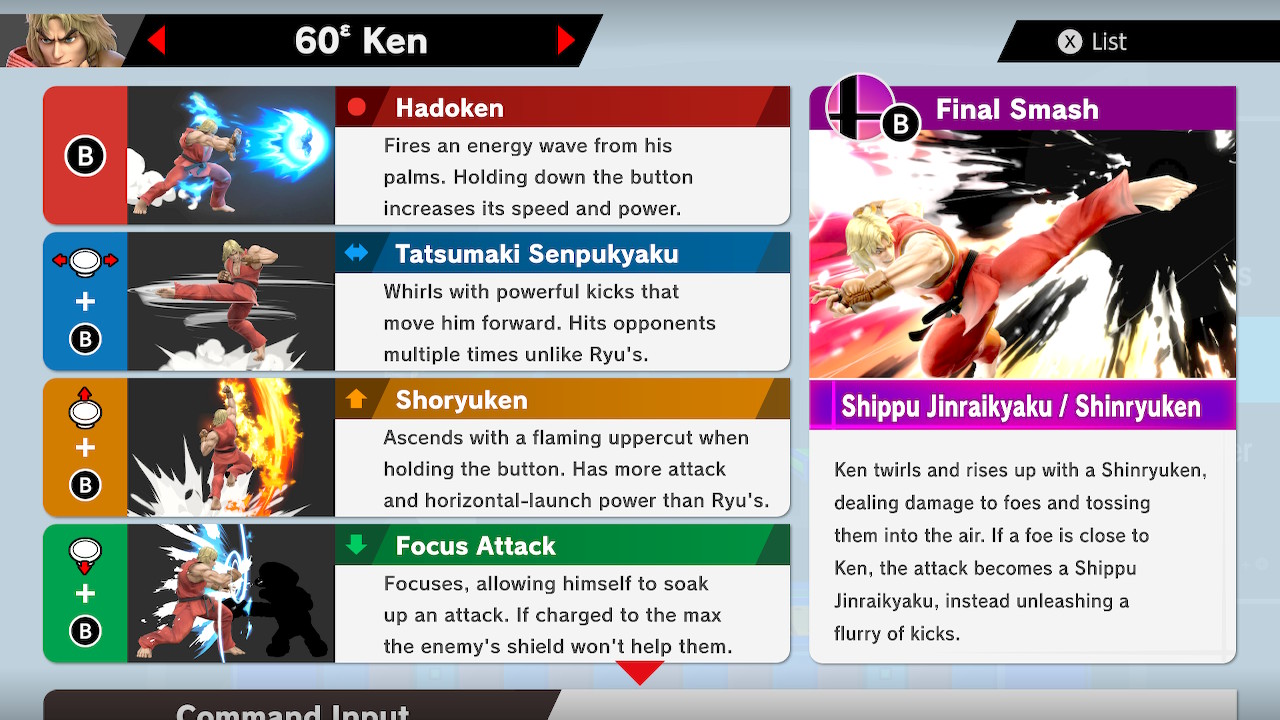 60ε Ken
X List
B
Hadoken
Fires an energy wave from his
palms. Holding down the button
increases its speed and power.
+
B
Tatsumaki Senpukyaku
Whirls with powerful kicks that
move him forward. Hits opponents
multiple times unlike Ryu's.
+
B
Shoryuken
Ascends with a flaming uppercut when
holding the button. Has more attack
and horizontal-launch power than Ryu's.
+
B
Focus Attack
Focuses, allowing himself to soak
up an attack. If charged to the max
the enemy's shield won't help them.
B
Final Smash
Shippu Jinraikyaku / Shinryuken
Ken twirls and rises up with a Shinryuken,
dealing damage to foes and tossing
them into the air. If a foe is close to
Ken, the attack becomes a Shippu
Jinraikyaku, instead unleashing a
flurry of kicks.
Command Input